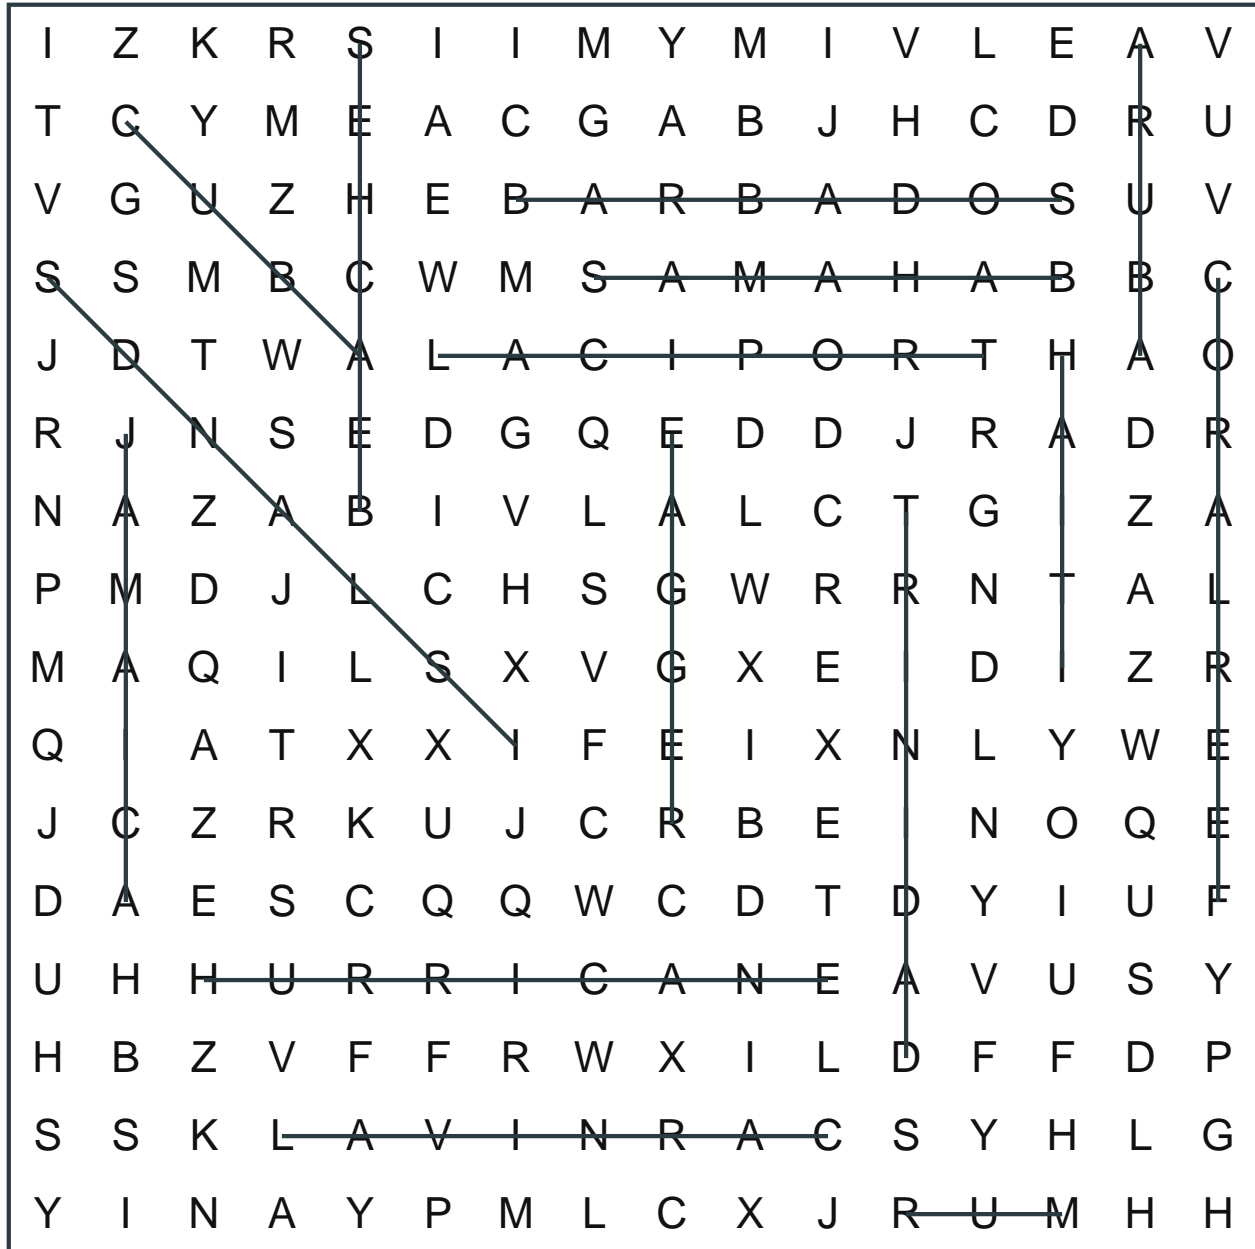 I Z K R S I I M Y M I V L E A V
T C Y M E A C G A B J H C D R U
V G U Z H E B A R B A D O S U V
S S M B C W M S A M A H A B B C
J D T W A L A C I P O R T H A O
R J N S E D G Q E D D J R A D R
N A Z A B I V L A L C T G I Z A
P M D J L C H S G W R R N T A L
M A Q I L S X V G X E I D I Z R
Q I A T X X I F E I X N L Y W E
J C Z R K U J C R B E I N O Q E
D A E S C Q Q W C D T D Y I U F
U H H U R R I C A N E A V U S Y
H B Z V F F R W X I L D F F D P
S S K L A V I N R A C S Y H L G
Y I N A Y P M L C X J R U M H H